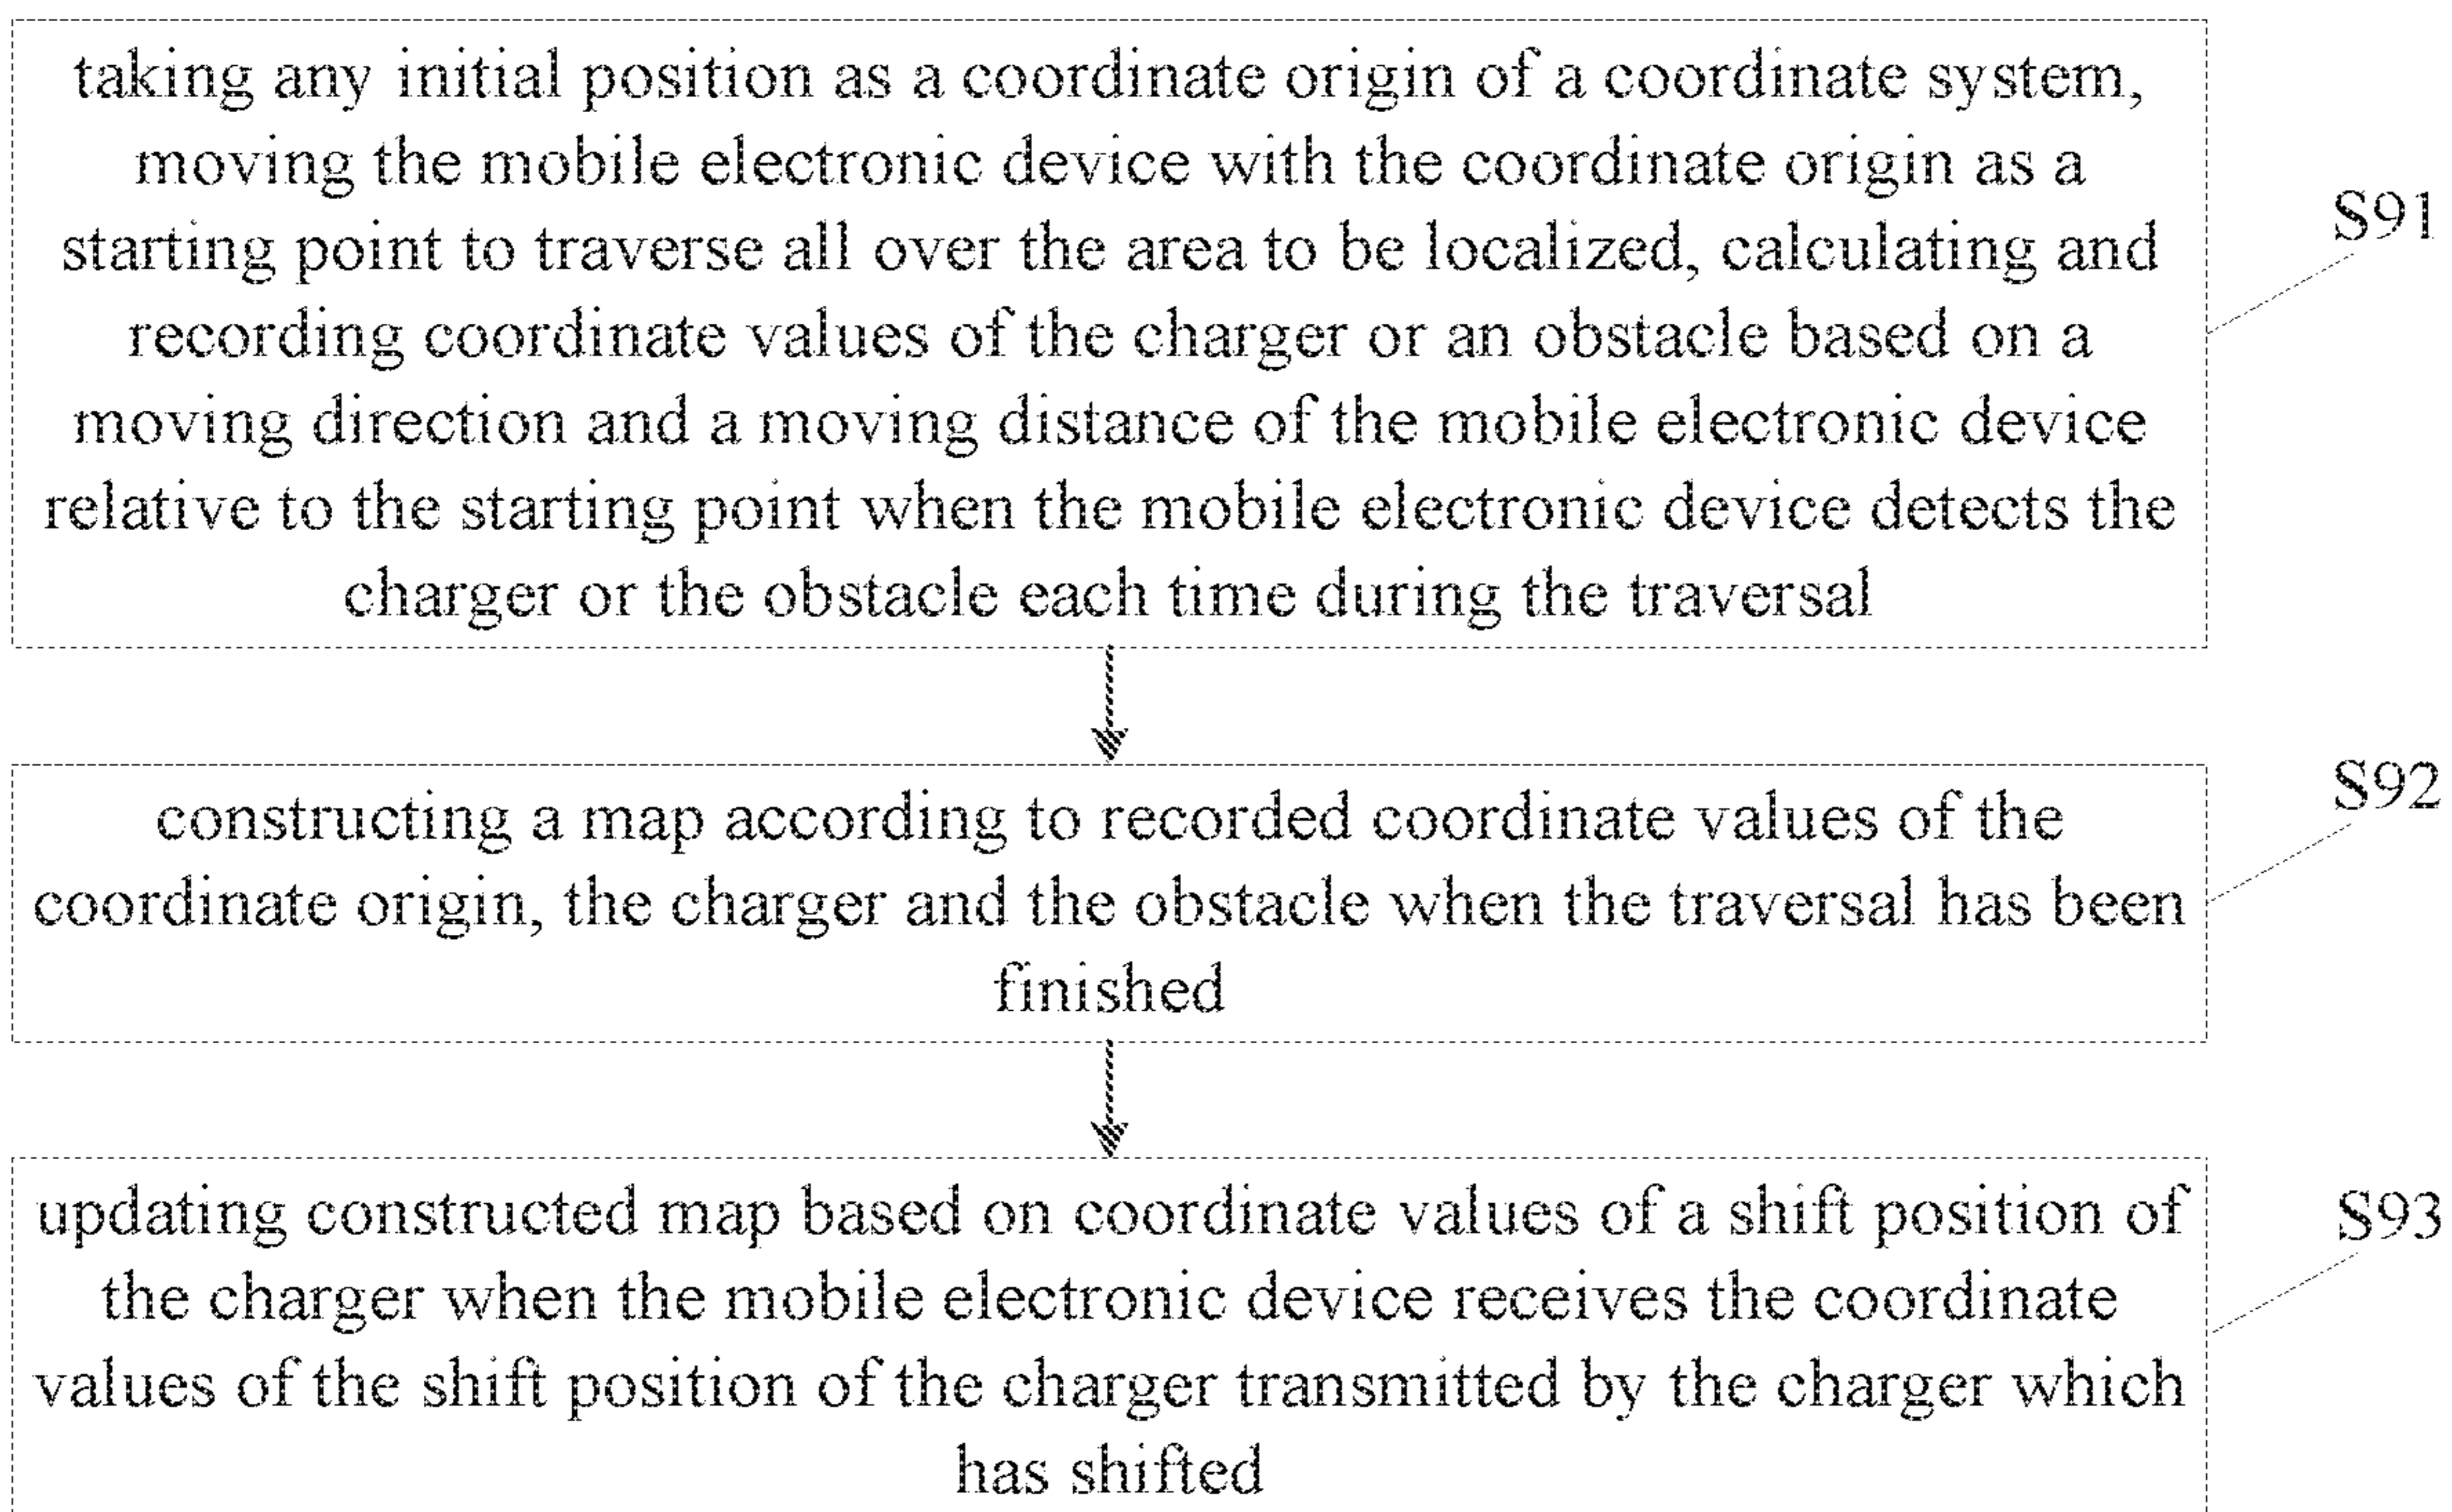 taking any initial position as a coordinate origin of a coordinate system,
moving the mobile electronic device with the coordinate origin as a
starting point to traverse all over the area to be localized, calculating and
recording coordinate values of the charger or an obstacle based on a
moving direction and a moving distance of the mobile electronic device
relative to the starting point when the mobile electronic device detects the
charger or the obstacle each time during the traversal
S91
constructing a map according to recorded coordinate values of the
coordinate origin, the charger and the obstacle when the traversal has been
finished
S92
updating constructed map based on coordinate values of a shift position of
the charger when the mobile electronic device receives the coordinate
values of the shift position of the charger transmitted by the charger which
has shifted
S93